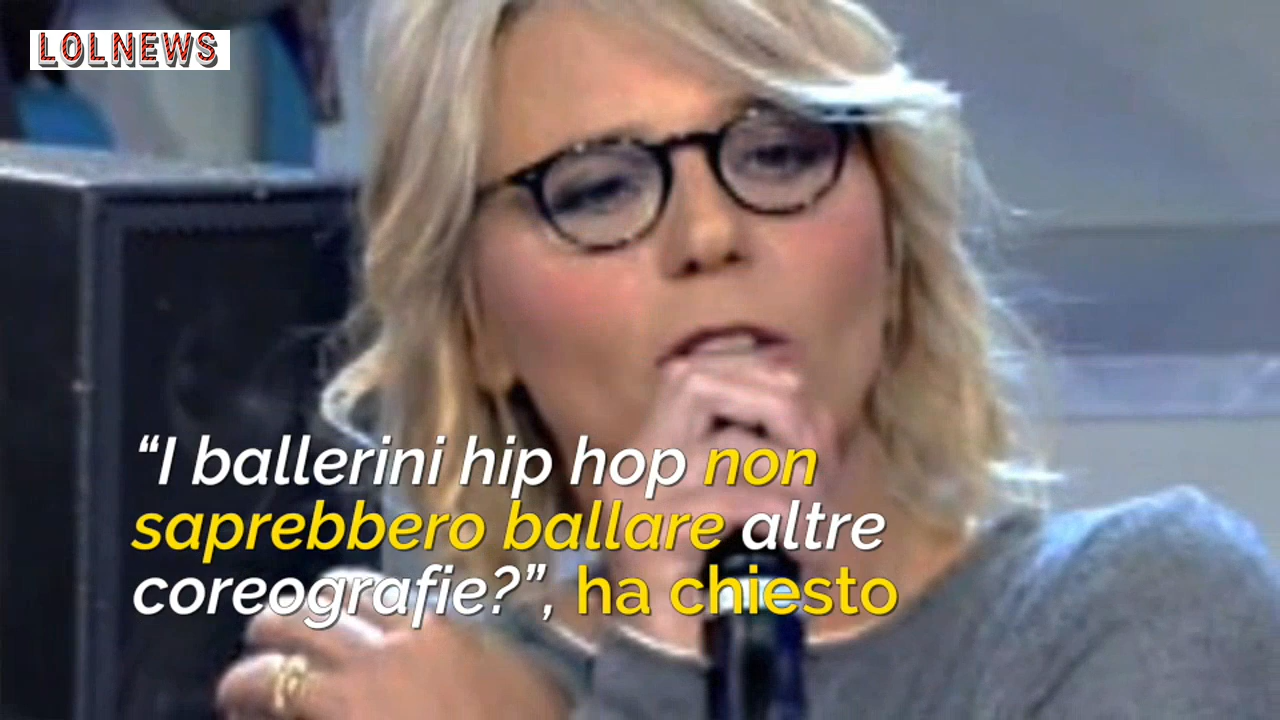 LOLNEWS
“I ballerini hip hop non
saprebbero ballare altre
coreografie?”, ha chiesto